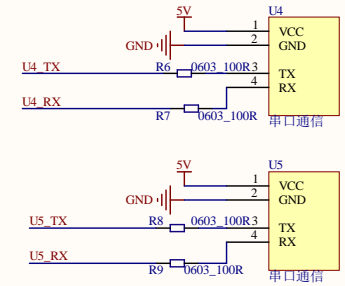 5V
U4
1
VCC
GND
2
GND
U4_TX
R6
0603_100R
3
TX
4
RX
U4_RX
R7
0603_100R
串口通信
5V
U5
1
VCC
GND
2
GND
U5_TX
R8
0603_100R
3
TX
4
RX
U5_RX
R9
0603_100R
串口通信